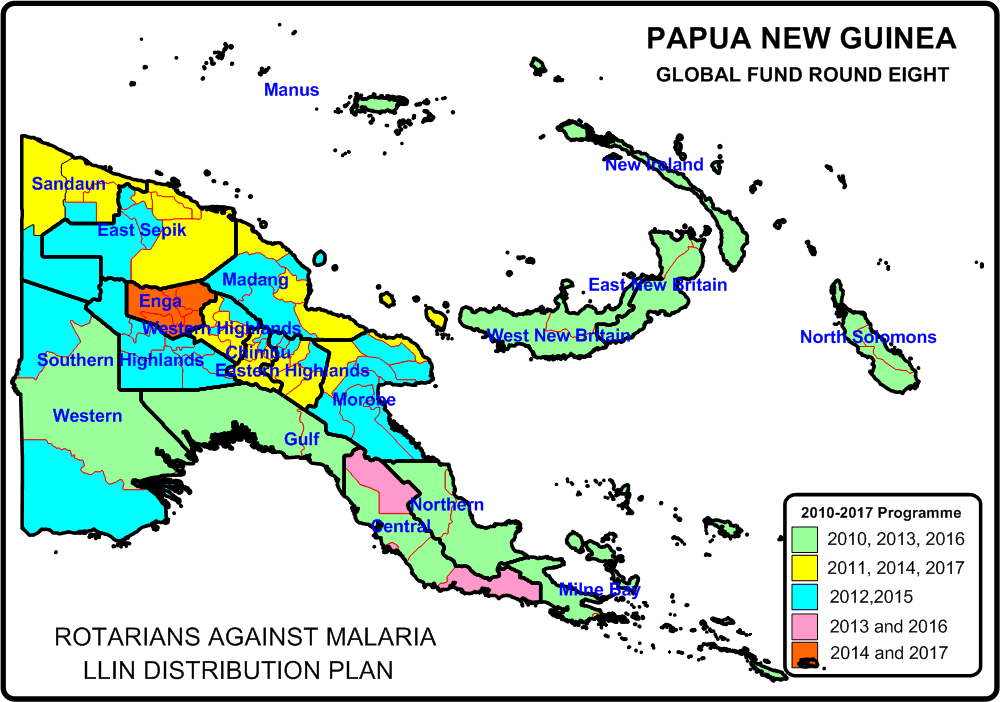 PAPUA NEW GUINEA
GLOBAL FUND ROUND EIGHT
Manus
New Ireland
Sandaun
East Sepik
Madang
East New Britain
Enga
Western Highlands
West New Britain
North Solomons
Chimbu
Southern Highlands
Eastern Highlands
Morobe
Western
Gulf
Northern
Central
Milne Bay
2010-2017 Programme
2010, 2013, 2016
2011, 2014, 2017
2012,2015
2013 and 2016
2014 and 2017
ROTARIANS AGAINST MALARIA
LLIN DISTRIBUTION PLAN